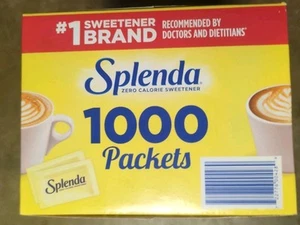 #1 SWEETENER BRAND
RECOMMENDED BY
DOCTORS AND DIETITIANS*
Splenda
ZERO CALORIE SWEETENER
1000
Packets
Splenda